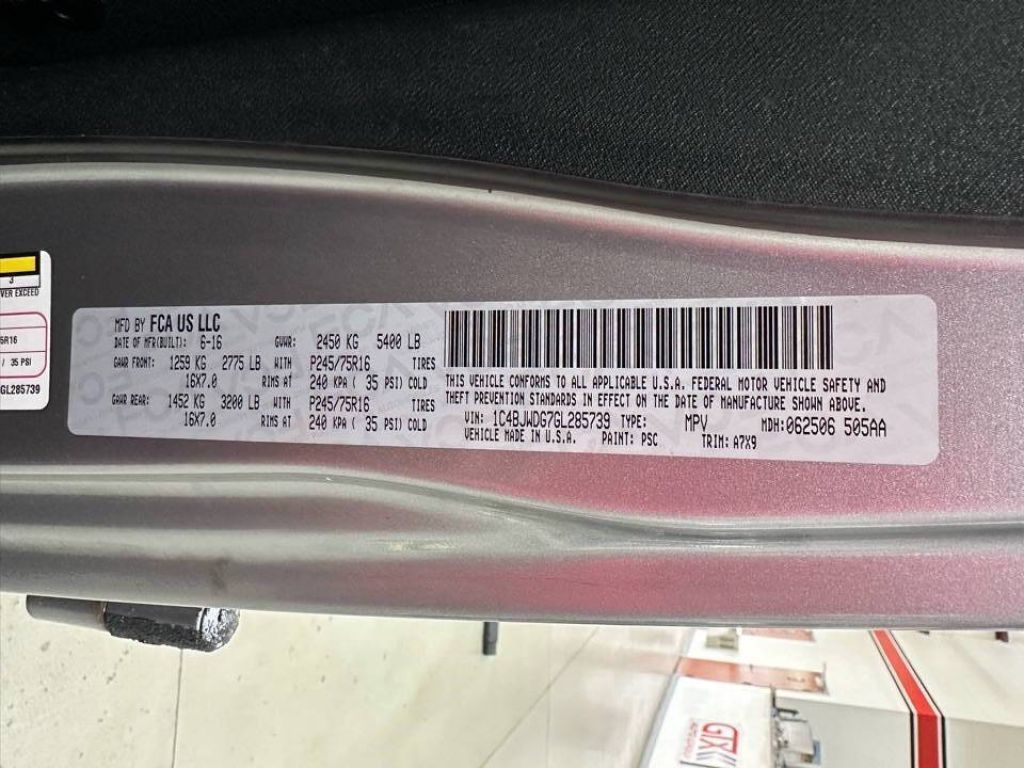 3
VER EXCEED
5R16
/ 35 PSI
GL285739
MFD BY FCA US LLC
DATE OF MFR(BUILT): 6-16 GVWR: 2450 KG 5400 LB
GAWR FRONT: 1259 KG 2775 LB WITH P245/75R16 TIRES
16X7.0 RIMS AT 240 KPA ( 35 PSI) COLD
GAWR REAR: 1452 KG 3200 LB WITH P245/75R16 TIRES
16X7.0 RIMS AT 240 KPA ( 35 PSI) COLD
THIS VEHICLE CONFORMS TO ALL APPLICABLE U.S.A. FEDERAL MOTOR VEHICLE SAFETY AND
THEFT PREVENTION STANDARDS IN EFFECT ON THE DATE OF MANUFACTURE SHOWN ABOVE.
VIN: 1C4BJWDG7GL285739 TYPE: MPV MDH:062506 505AA
VEHICLE MADE IN U.S.A. PAINT: PSC TRIM: A7X9
GTX